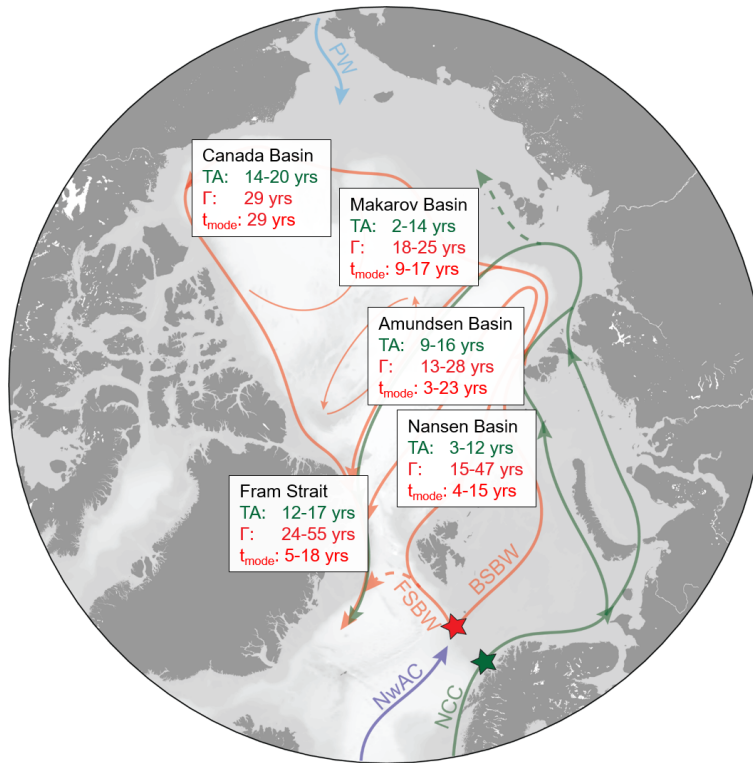 PW
Canada Basin
TA: 14-20 yrs
Γ: 29 yrs
tmode: 29 yrs
Makarov Basin
TA: 2-14 yrs
Γ: 18-25 yrs
tmode: 9-17 yrs
Amundsen Basin
TA: 9-16 yrs
Γ: 13-28 yrs
tmode: 3-23 yrs
Nansen Basin
TA: 3-12 yrs
Γ: 15-47 yrs
tmode: 4-15 yrs
Fram Strait
TA: 12-17 yrs
Γ: 24-55 yrs
tmode: 5-18 yrs
FSBW
BSBW
NwAC
NCC